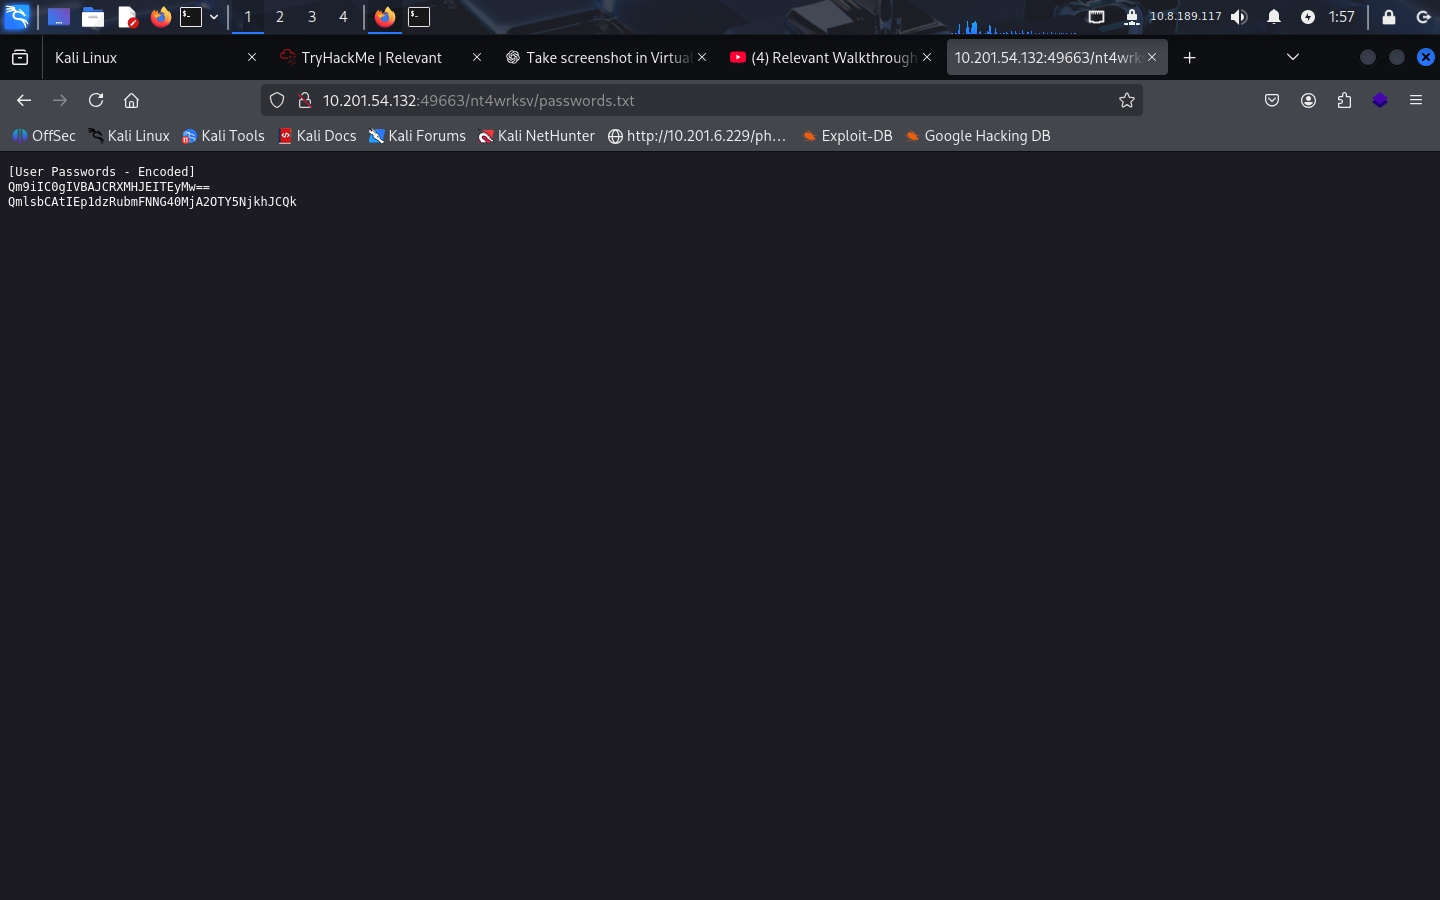 1 2 3 4 10.8.189.117 1:57
Kali Linux TryHackMe | Relevant Take screenshot in Virtual (4) Relevant Walkthrough 10.201.54.132:49663/nt4wrks
10.201.54.132:49663/nt4wrksv/passwords.txt
OffSec Kali Linux Kali Tools Kali Docs Kali Forums Kali NetHunter http://10.201.6.229/ph… Exploit-DB Google Hacking DB
[User Passwords - Encoded]
Qm9iIC0gIVBAJCRXMHJEITEyMw==
QmlsbCAtIEp1dzRubmFNNG40MjA2OTY5NjkhJCQk